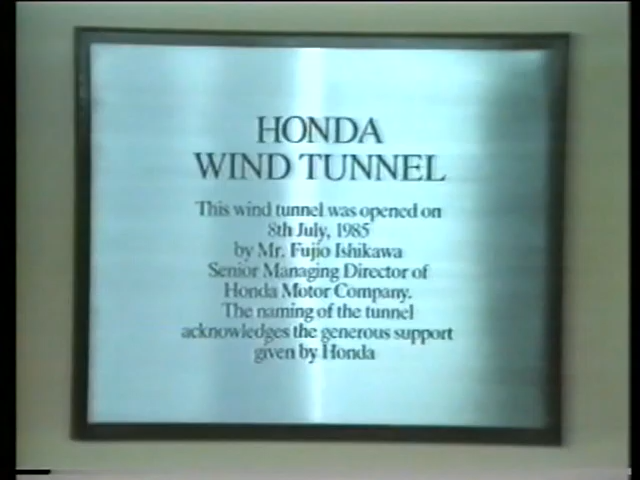 HONDA
WIND TUNNEL
This wind tunnel was opened on
8th July, 1985
by Mr. Fujio Ishikawa
Senior Managing Director of
Honda Motor Company.
The naming of the tunnel
acknowledges the generous support
given by Honda